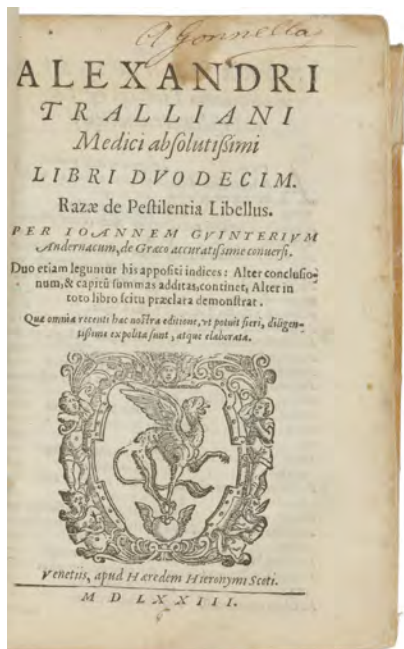 A Gonnella
ALEXANDRI
TRALLIANI
Medici absolutißimi
LIBRI DVODECIM.
Razæ de Pestilentia Libellus.
PER IOANNEM GVINTERIVM
Andernacum, de Græco accuratißime conuersi.
Duo etiam leguntur his appositi indices: Alter conclusio-
num, & capitū summas additas, continet, Alter in
toto libro scitu præclara demonstrat.
Quæ omnia recenti hac nostra editione, vt potuit fieri, diligen-
tißime expolita sunt, atque elaborata.
Venetiis, apud Hæredem Hieronymi Scoti.
M D LXXIII.